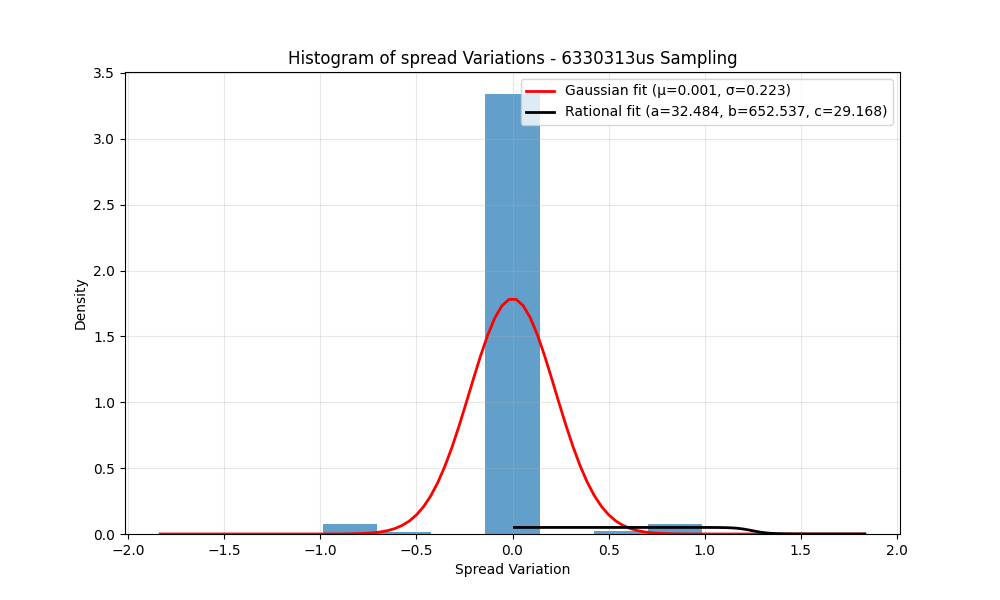 Histogram of spread Variations - 6330313us Sampling
Gaussian fit (μ=0.001, σ=0.223)
Rational fit (a=32.484, b=652.537, c=29.168)
3.5
3.0
2.5
2.0
1.5
1.0
0.5
0.0
Density
−2.0 −1.5 −1.0 −0.5 0.0 0.5 1.0 1.5 2.0
Spread Variation